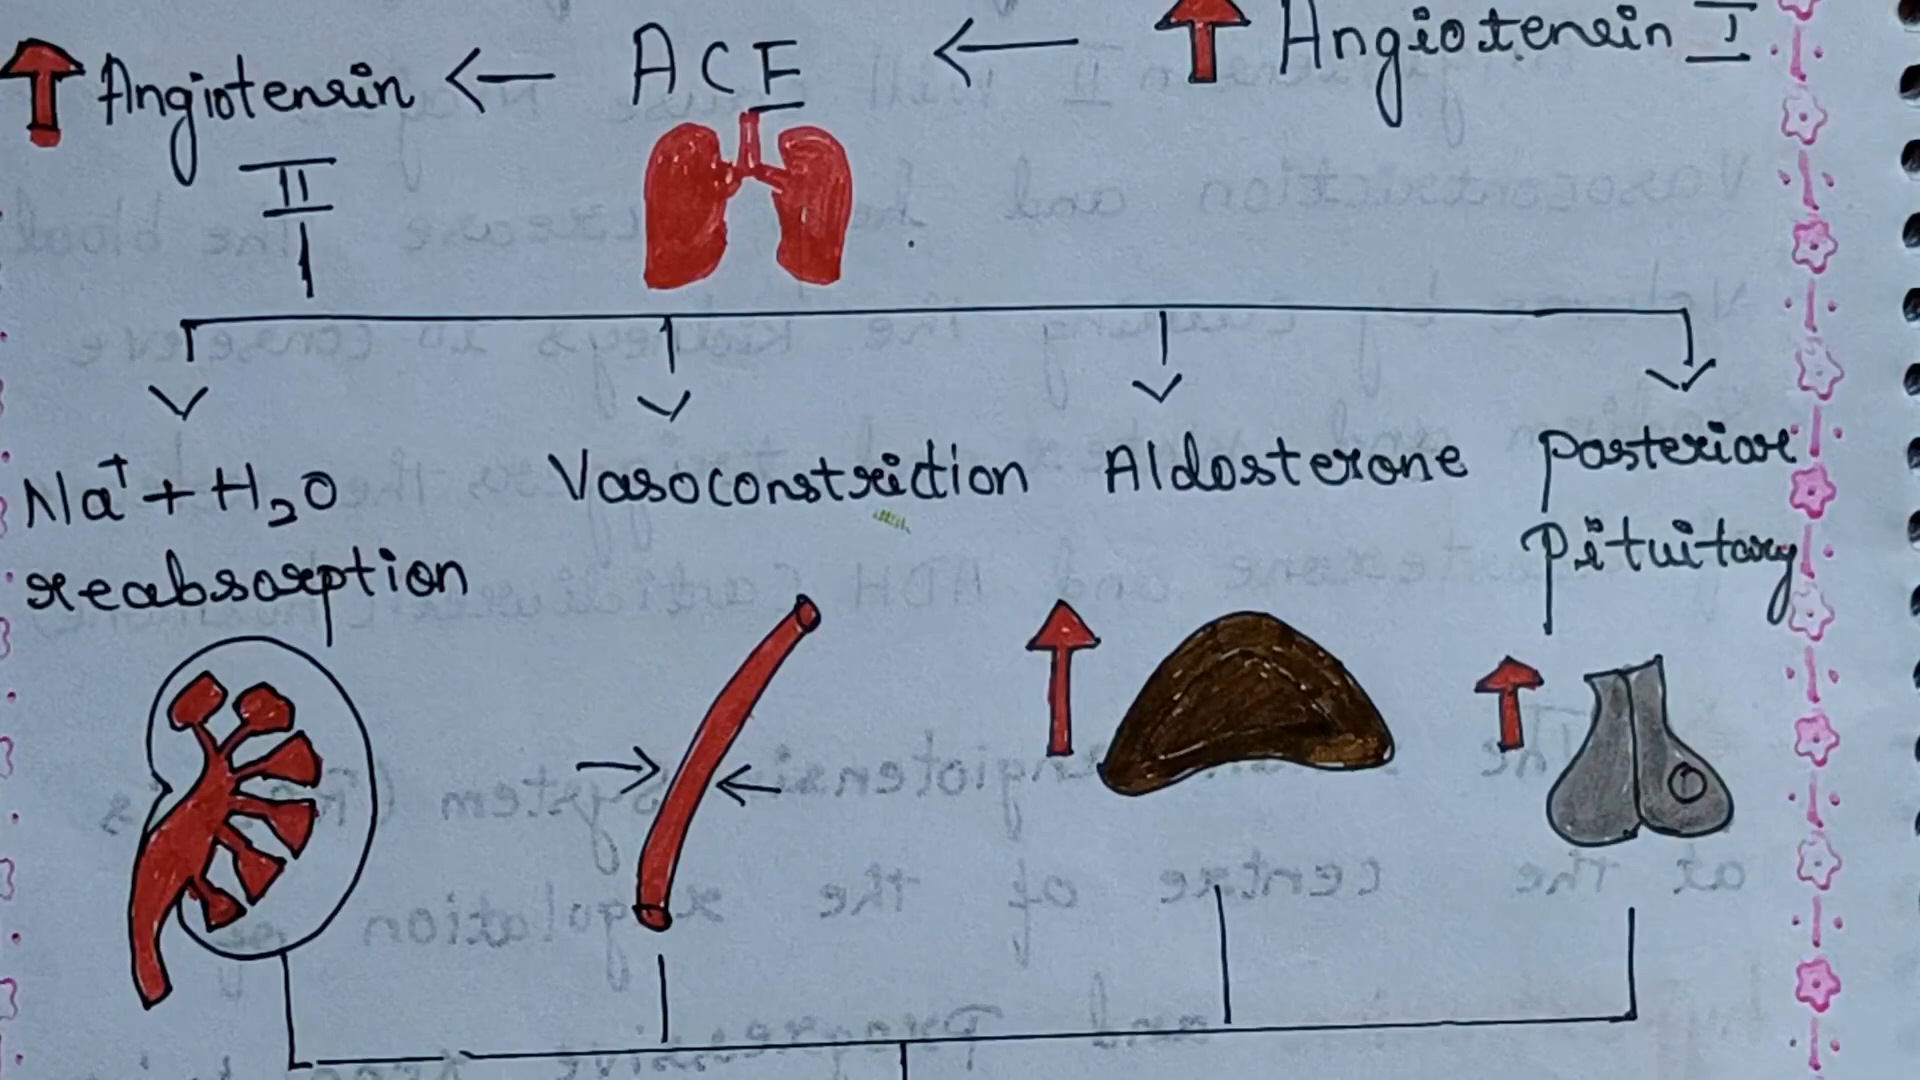 Angiotensin I
ACE
Angiotensin
II
Na⁺ + H₂O
reabsorption
Vasoconstriction
Aldosterone
Posterior
Pituitary